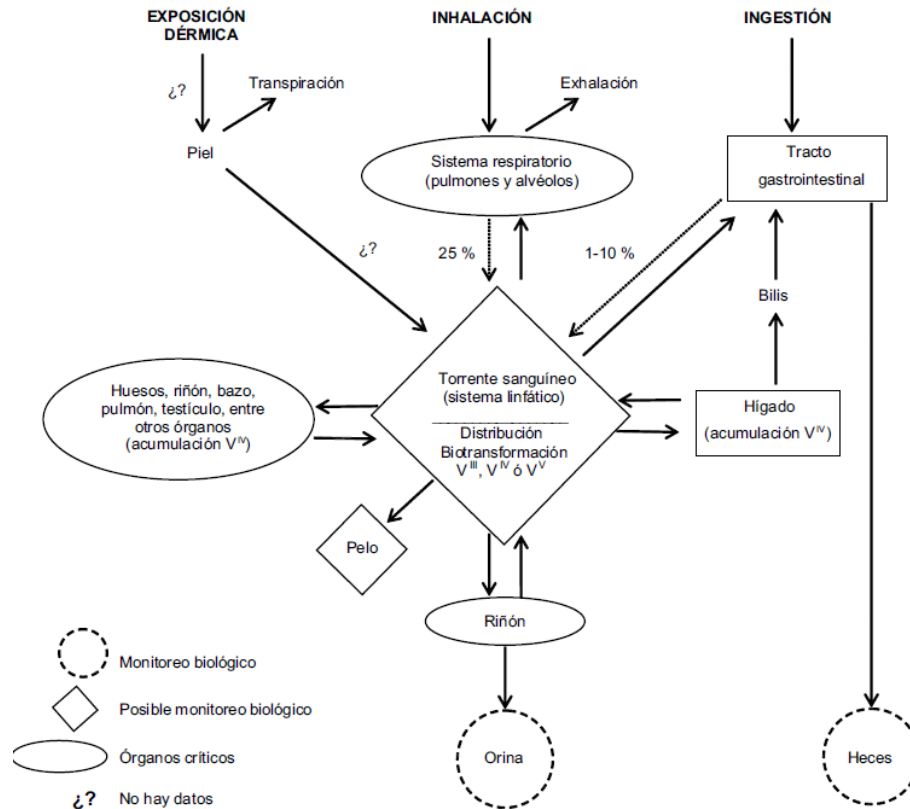 EXPOSICIÓN
DÉRMICA
INHALACIÓN
INGESTIÓN
¿?
Transpiración
Exhalación
Piel
Sistema respiratorio
(pulmones y alvéolos)
Tracto
gastrointestinal
¿?
25 %
1-10 %
Bilis
Huesos, riñón, bazo,
pulmón, testículo, entre
otros órganos
(acumulación V^IV)
Torrente sanguíneo
(sistema linfático)
Distribución
Biotransformación
V^III, V^IV ó V^V
Hígado
(acumulación V^IV)
Pelo
Riñón
Orina
Heces
Monitoreo biológico
Posible monitoreo biológico
Órganos críticos
¿? No hay datos